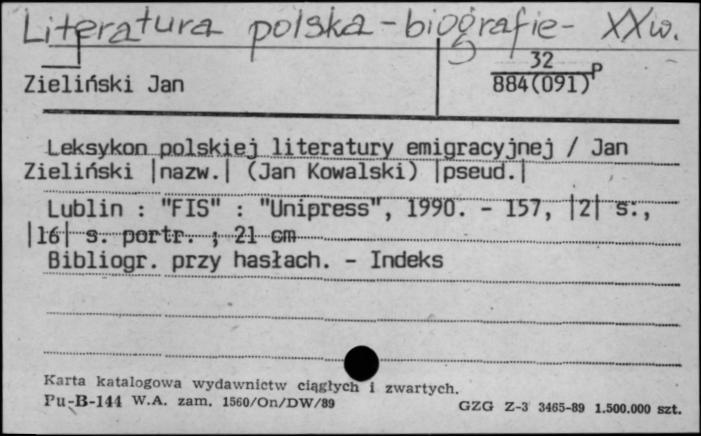 Literatura polska - biografie - XX w.
32
Zieliński Jan
884(091) P
Leksykon polskiej literatury emigracyjnej / Jan
Zieliński |nazw.| (Jan Kowalski) |pseud.|
Lublin : "FIS" : "Unipress", 1990. - 157, |2| s.,
|16| s. portr. ; 21 cm
Bibliogr. przy hasłach. - Indeks
Karta katalogowa wydawnictw ciągłych i zwartych.
Pu-B-144 W.A. zam. 1560/On/DW/89
GZG Z-3 3465-89 1.500.000 szt.